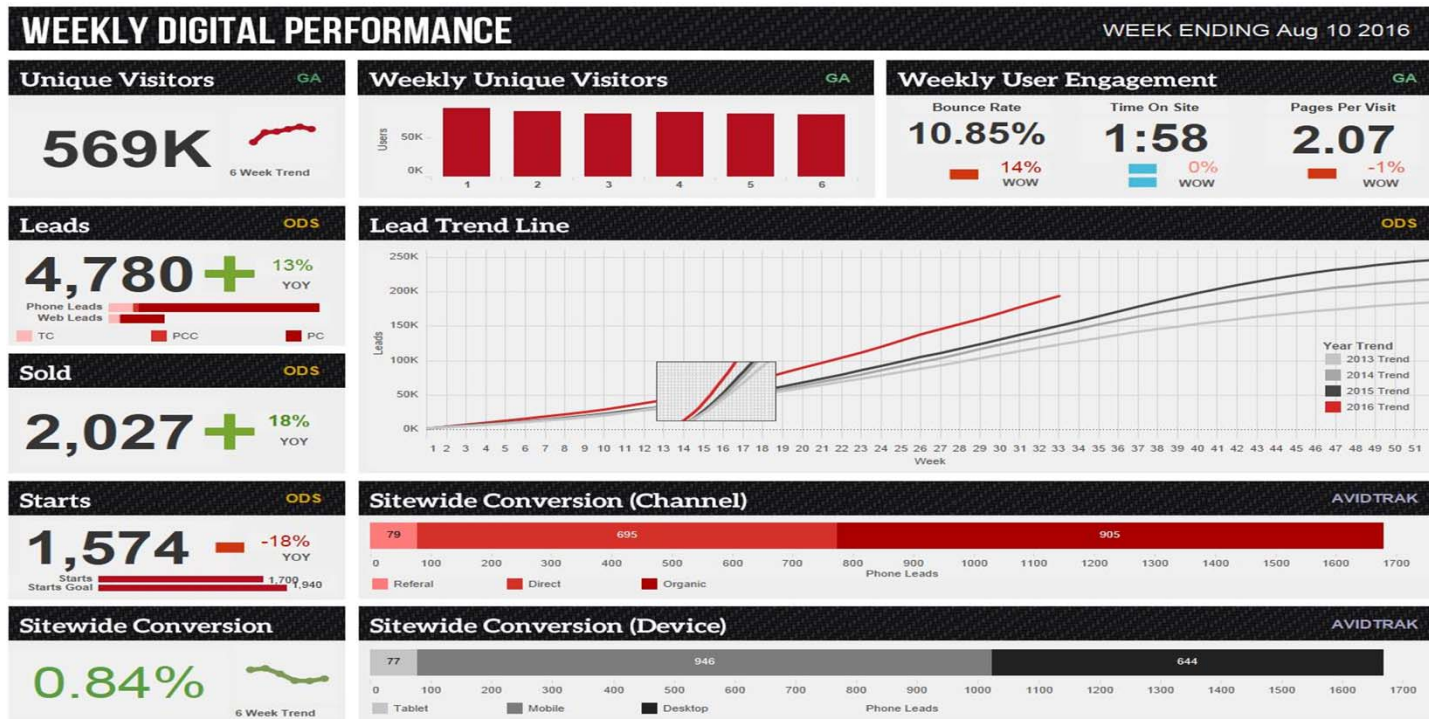 WEEKLY DIGITAL PERFORMANCE
WEEK ENDING Aug 10 2016
Unique Visitors GA
569K
6 Week Trend
Weekly Unique Visitors GA
Users
50K
0K
1 2 3 4 5 6
Weekly User Engagement GA
Bounce Rate Time On Site Pages Per Visit
10.85% 1:58 2.07
14% 0% -1%
WOW WOW WOW
Leads ODS
4,780
13%
YOY
Phone Leads
Web Leads
TC PCC PC
Lead Trend Line ODS
Leads
250K
200K
150K
100K
50K
0K
Year Trend
2013 Trend
2014 Trend
2015 Trend
2016 Trend
1 2 3 4 5 6 7 8 9 10 11 12 13 14 15 16 17 18 19 20 21 22 23 24 25 26 27 28 29 30 31 32 33 34 35 36 37 38 39 40 41 42 43 44 45 46 47 48 49 50 51
Week
Sold ODS
2,027
18%
YOY
Starts ODS
1,574
-18%
YOY
Starts 1,700
Starts Goal 1,940
Sitewide Conversion (Channel) AVIDTRAK
79 695 905
0 100 200 300 400 500 600 700 800 900 1000 1100 1200 1300 1400 1500 1600 1700
Phone Leads
Referal Direct Organic
Sitewide Conversion
0.84%
6 Week Trend
Sitewide Conversion (Device) AVIDTRAK
77 946 644
0 100 200 300 400 500 600 700 800 900 1000 1100 1200 1300 1400 1500 1600 1700
Tablet Mobile Desktop Phone Leads